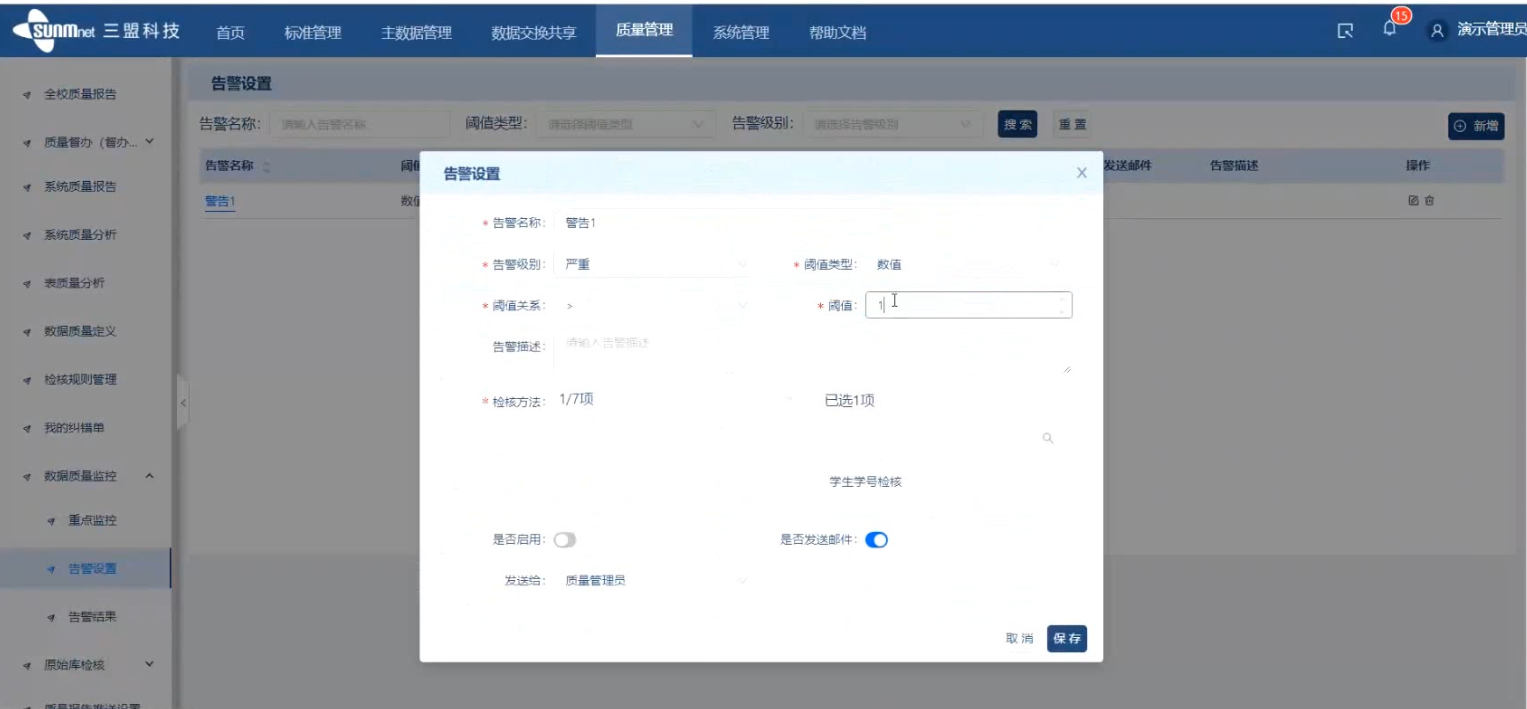 sunmnet 三盟科技 首页 标准管理 主数据管理 数据交换共享 质量管理 系统管理 帮助文档 15 演示管理员
全校质量报告
质量督办（督办...
系统质量报告
系统质量分析
表质量分析
数据质量定义
检核规则管理
我的纠错单
数据质量监控
重点监控
告警设置
告警结果
原始库检核
质量报告推送设置
告警设置
告警名称: 请输入告警名称 阈值类型: 请选择阈值类型 告警级别: 请选择告警级别 搜索 重置
新增
告警名称 阈值 发送邮件 告警描述 操作
警告1 数值
告警设置
* 告警名称: 警告1
* 告警级别: 严重 * 阈值类型: 数值
* 阈值关系: > * 阈值: 1
告警描述: 请输入告警描述
* 检核方法: 1/7项 已选1项
学生学号检核
是否启用: 是否发送邮件:
发送给: 质量管理员
取消 保存